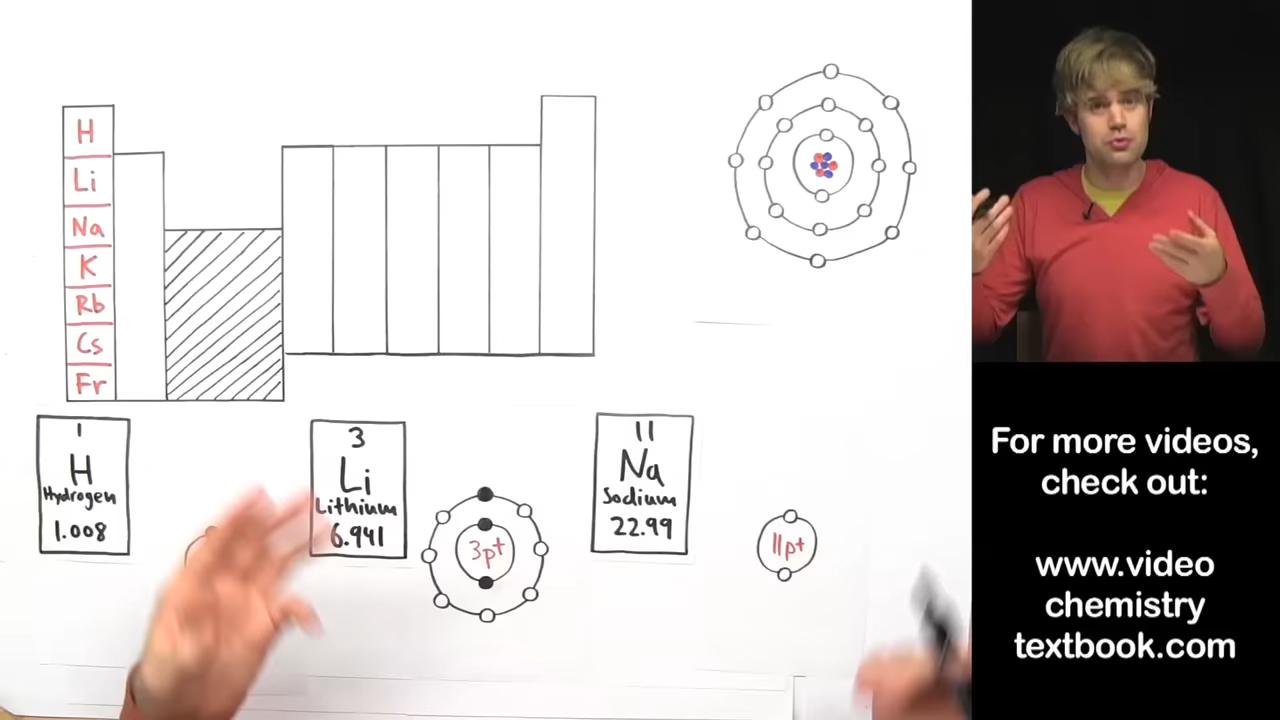 H
Li
Na
K
Rb
Cs
Fr
1
H
Hydrogen
1.008
3
Li
Lithium
6.941
3p+
11
Na
Sodium
22.99
11p+
For more videos,
check out:
www.video
chemistry
textbook.com